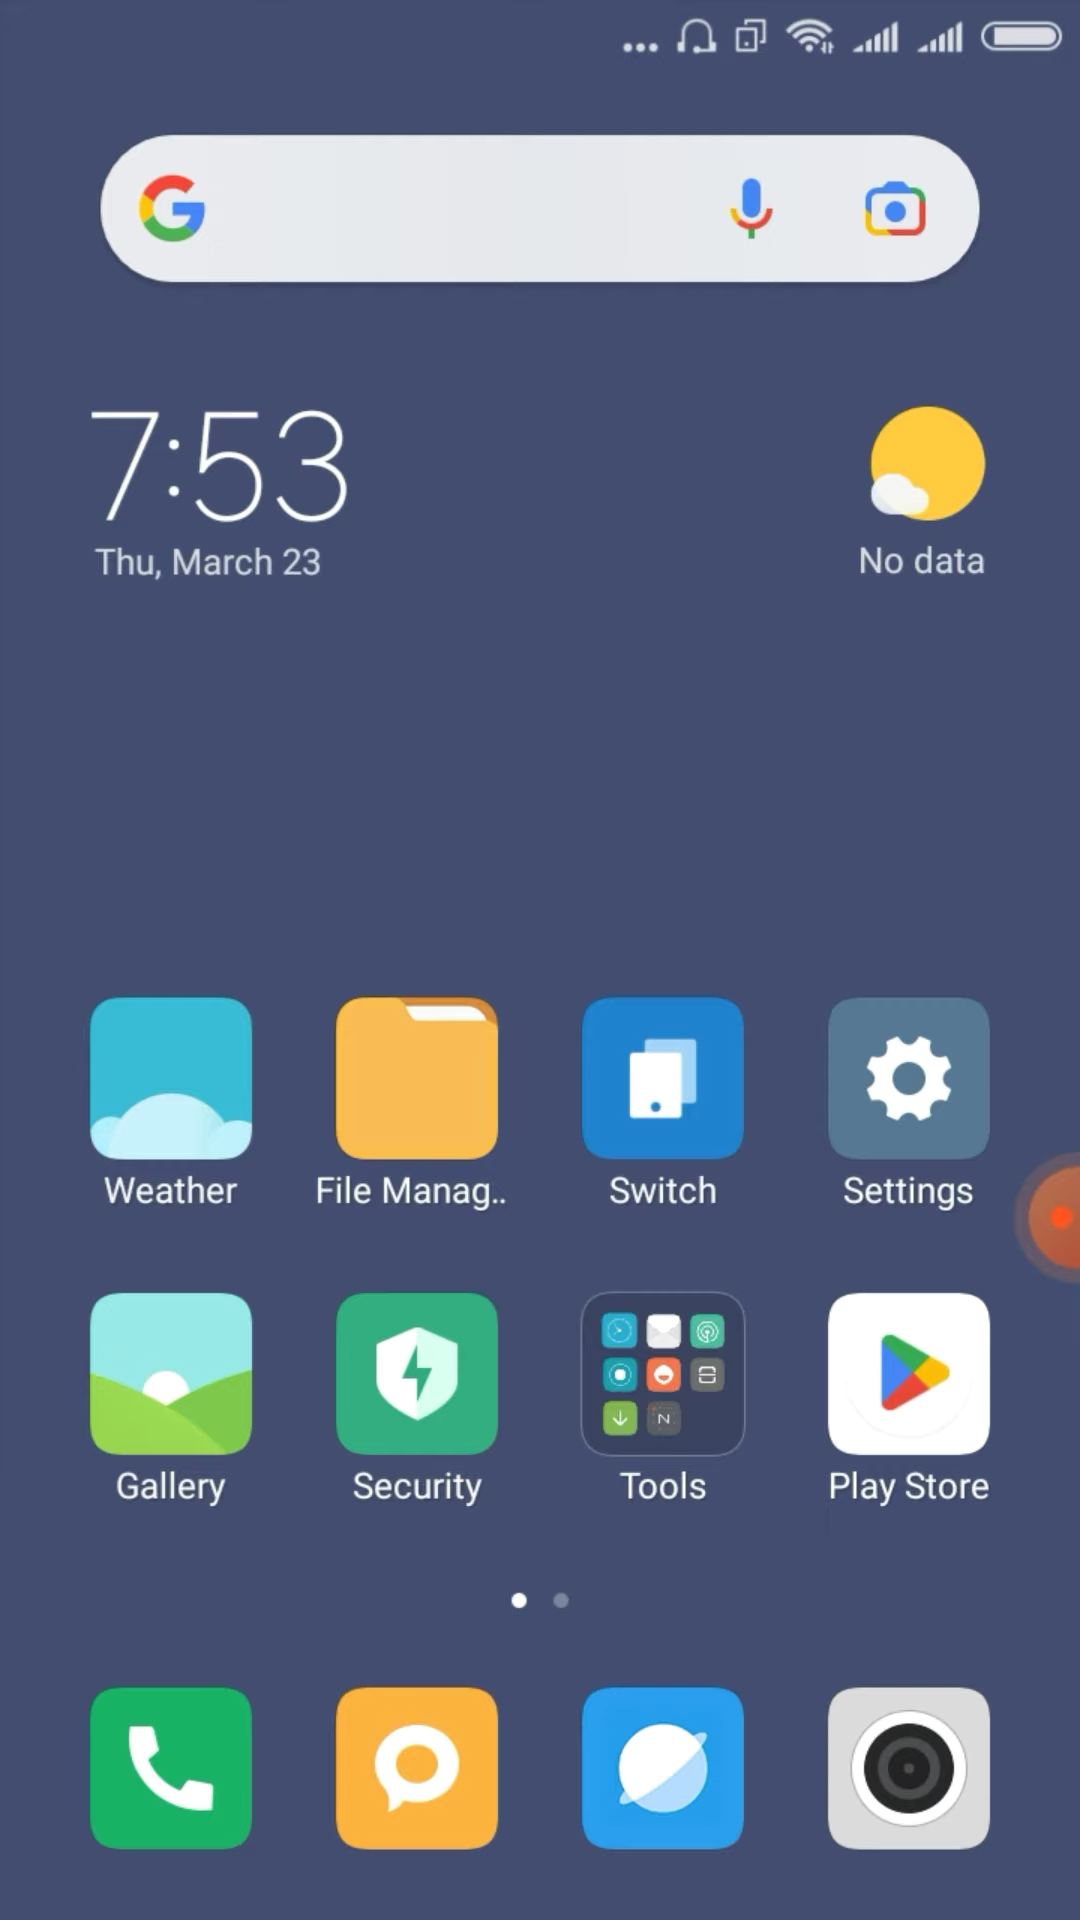 7:53
Thu, March 23
No data
Weather
File Manag..
Switch
Settings
Gallery
Security
N
Tools
Play Store